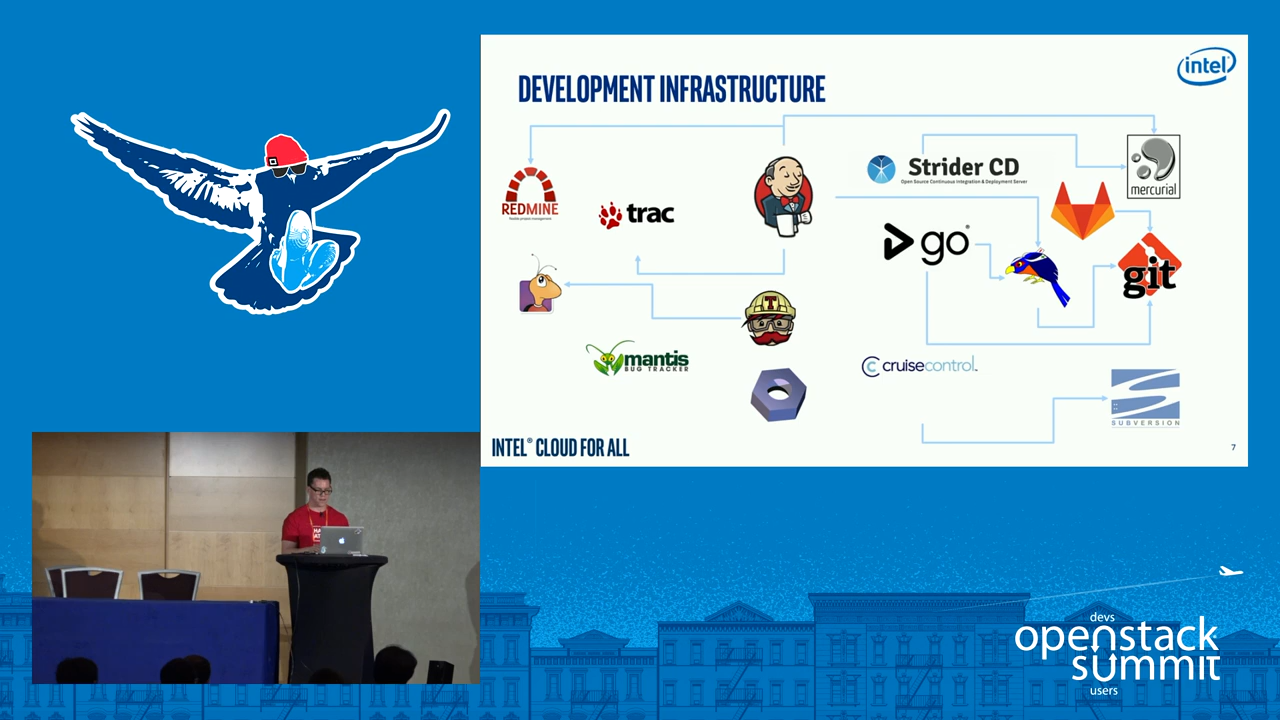 DEVELOPMENT INFRASTRUCTURE
intel
REDMINE
trac
Strider CD
Open Source Continuous Integration & Deployment Server
mercurial
go
git
T
mantis
BUG TRACKER
cruisecontrol
SUBVERSION
INTEL® CLOUD FOR ALL
7
devs
openstack
summit
users